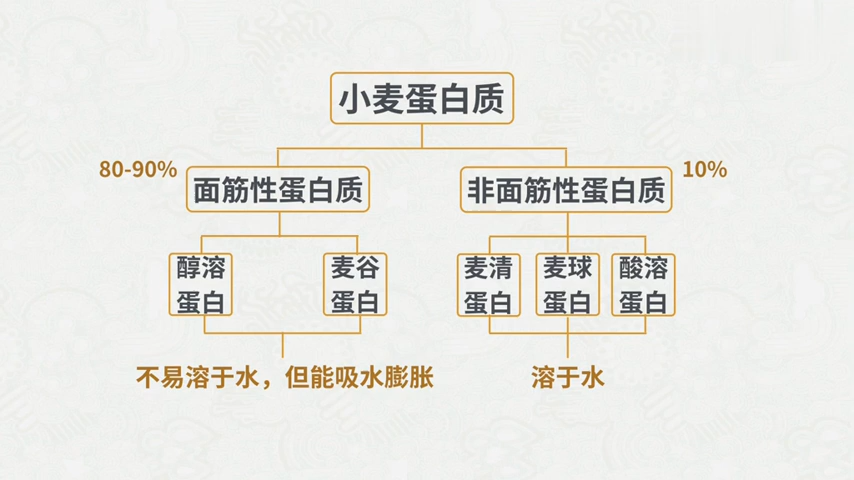 小麦蛋白质
80-90%
面筋性蛋白质
非面筋性蛋白质
10%
醇溶
蛋白
麦谷
蛋白
麦清
蛋白
麦球
蛋白
酸溶
蛋白
不易溶于水，但能吸水膨胀
溶于水